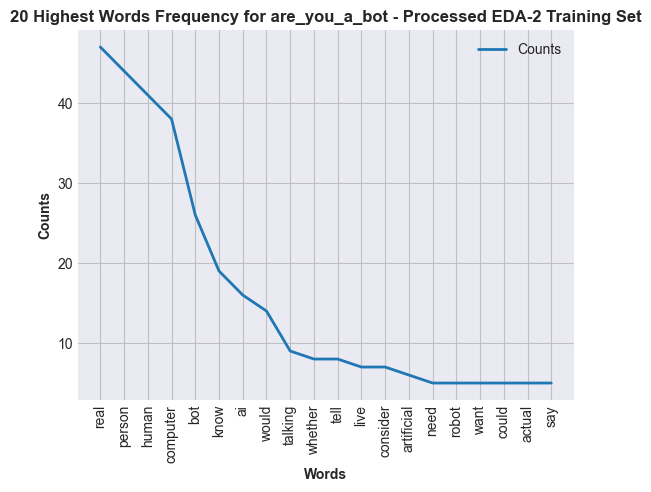 20 Highest Words Frequency for are_you_a_bot - Processed EDA-2 Training Set
Counts
40
30
20
10
Counts
real
person
human
computer
bot
know
ai
would
talking
whether
tell
live
consider
artificial
need
robot
want
could
actual
say
Words